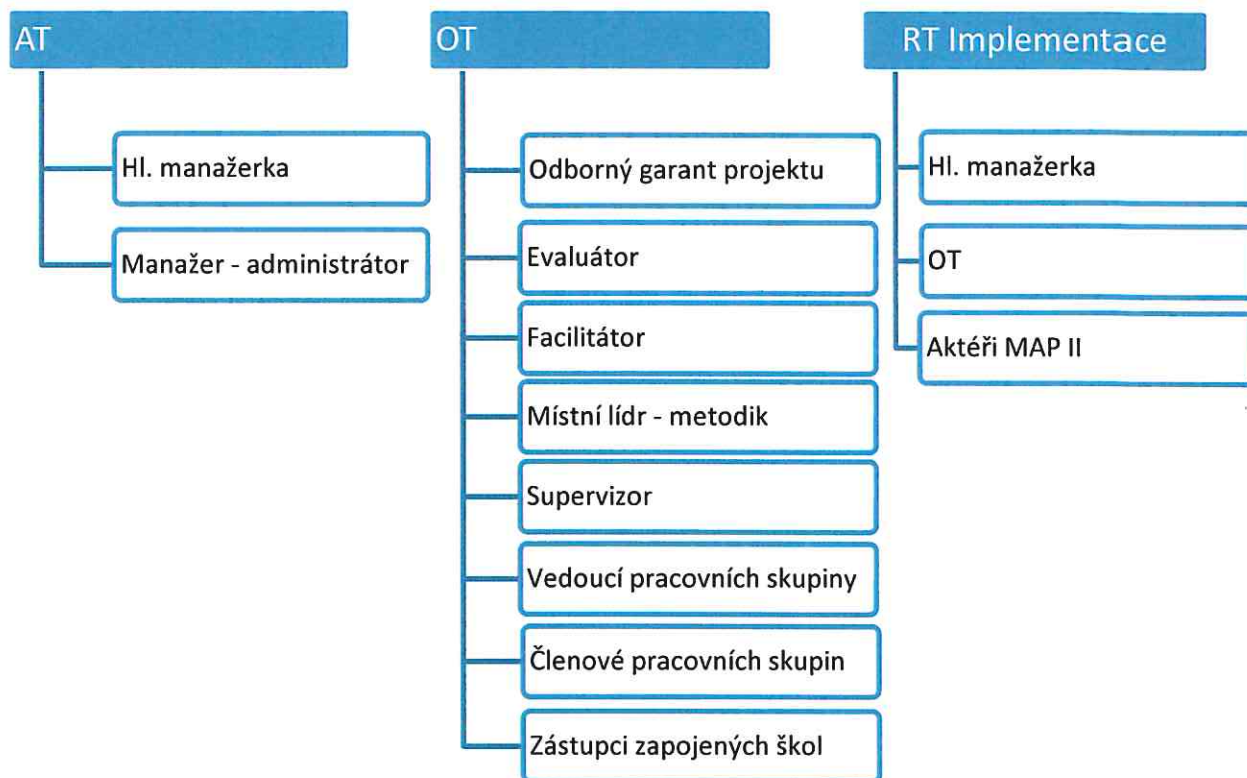 AT
Hl. manažerka
Manažer - administrátor
OT
Odborný garant projektu
Evaluátor
Facilitátor
Místní lídr - metodik
Supervizor
Vedoucí pracovních skupiny
Členové pracovních skupin
Zástupci zapojených škol
RT Implementace
Hl. manažerka
OT
Aktéři MAP II